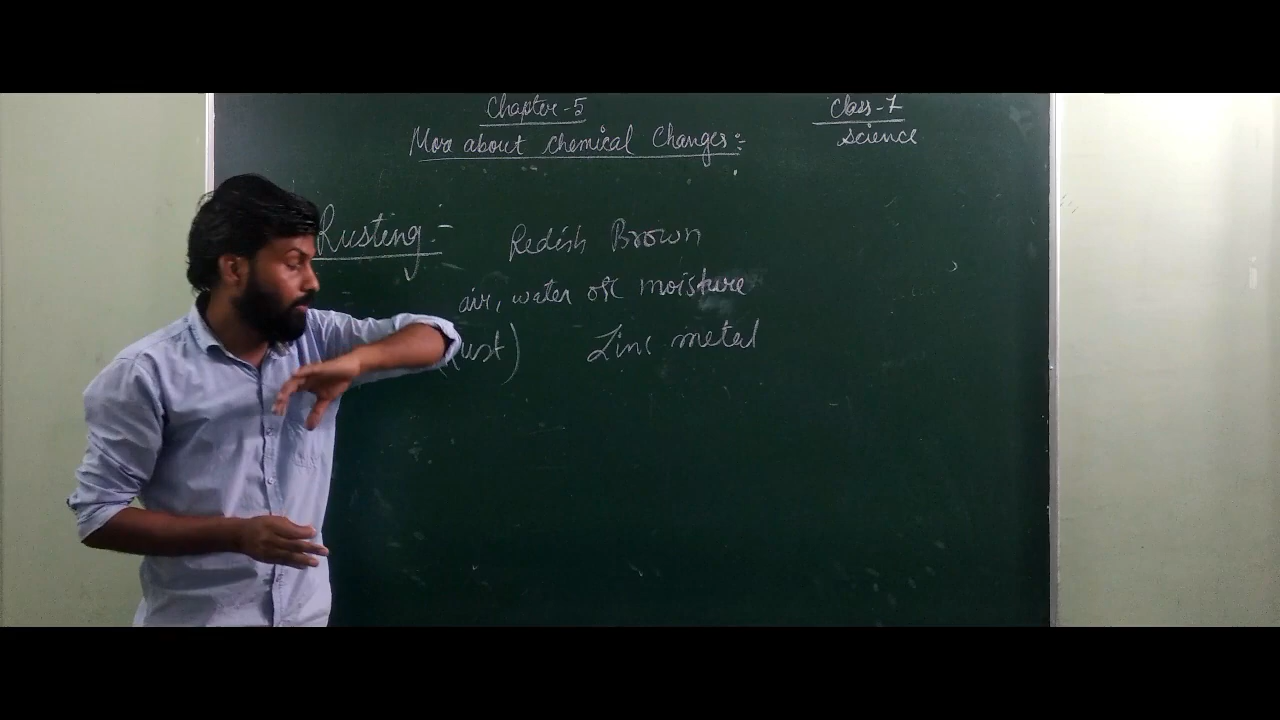 Chapter-5
Class-7
More about chemical Changes:-
Science
Rusting:-
Redish Brown
air, water or moisture
(Rust)
Zinc metal